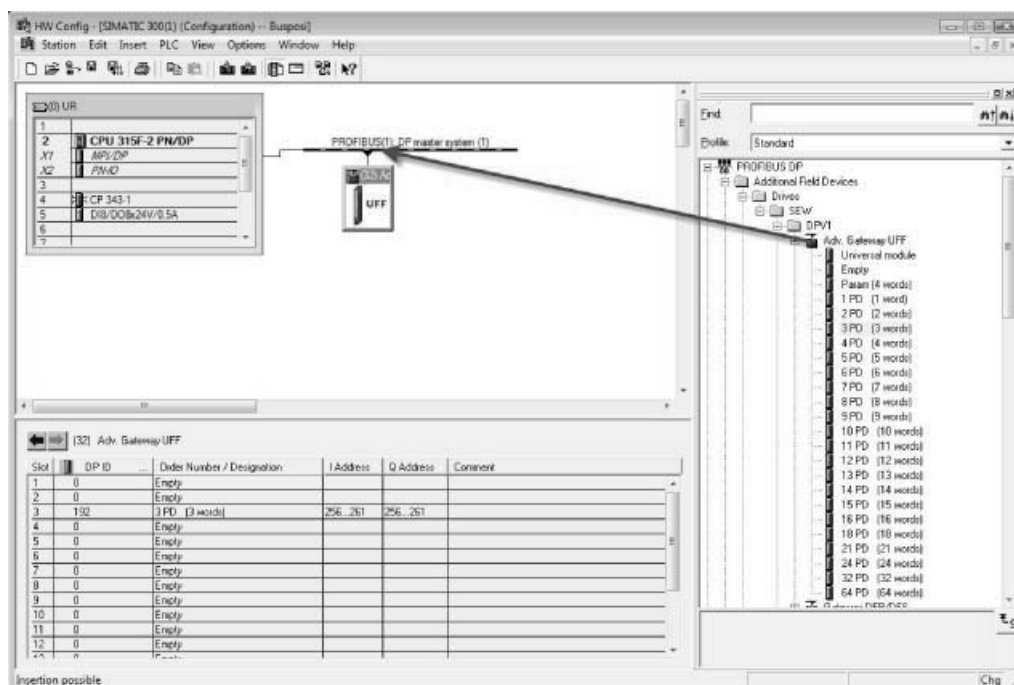 HW Config - [SIMATIC 300(1) (Configuration) -- Busposi]
Station Edit Insert PLC View Options Window Help
(0) UR
1
2 CPU 315F-2 PN/DP
X1 MPI/DP
X2 PN-IO
3
4 CP 343-1
5 DI8/DO8x24V/0.5A
6
7
PROFIBUS(1): DP master system (1)
(32) Ad
UFF
Find:
Profile: Standard
PROFIBUS DP
Additional Field Devices
Drives
SEW
DPV1
Adv. Gateway UFF
Universal module
Empty
Param (4 words)
1 PD (1 word)
2 PD (2 words)
3 PD (3 words)
4 PD (4 words)
5 PD (5 words)
6 PD (6 words)
7 PD (7 words)
8 PD (8 words)
9 PD (9 words)
10 PD (10 words)
11 PD (11 words)
12 PD (12 words)
13 PD (13 words)
14 PD (14 words)
15 PD (15 words)
16 PD (16 words)
18 PD (18 words)
21 PD (21 words)
24 PD (24 words)
32 PD (32 words)
64 PD (64 words)
(32) Adv. Gateway UFF
Slot DP ID ... Order Number / Designation I Address Q Address Comment
1 0 Empty
2 0 Empty
3 192 3 PD (3 words) 256...261 256...261
4 0 Empty
5 0 Empty
6 0 Empty
7 0 Empty
8 0 Empty
9 0 Empty
10 0 Empty
11 0 Empty
12 0 Empty
Insertion possible
Chg